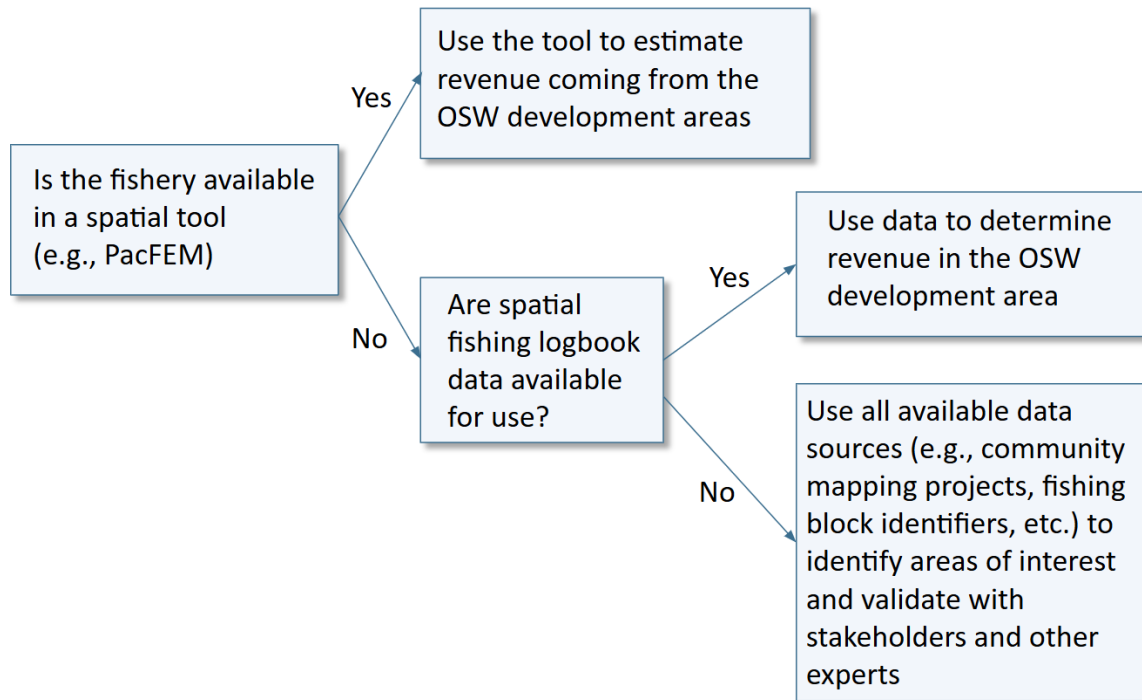 Use the tool to estimate
revenue coming from the
OSW development areas
Yes
Is the fishery available
in a spatial tool
(e.g., PacFEM)
No
Are spatial
fishing logbook
data available
for use?
Yes
Use data to determine
revenue in the OSW
development area
No
Use all available data
sources (e.g., community
mapping projects, fishing
block identifiers, etc.) to
identify areas of interest
and validate with
stakeholders and other
experts